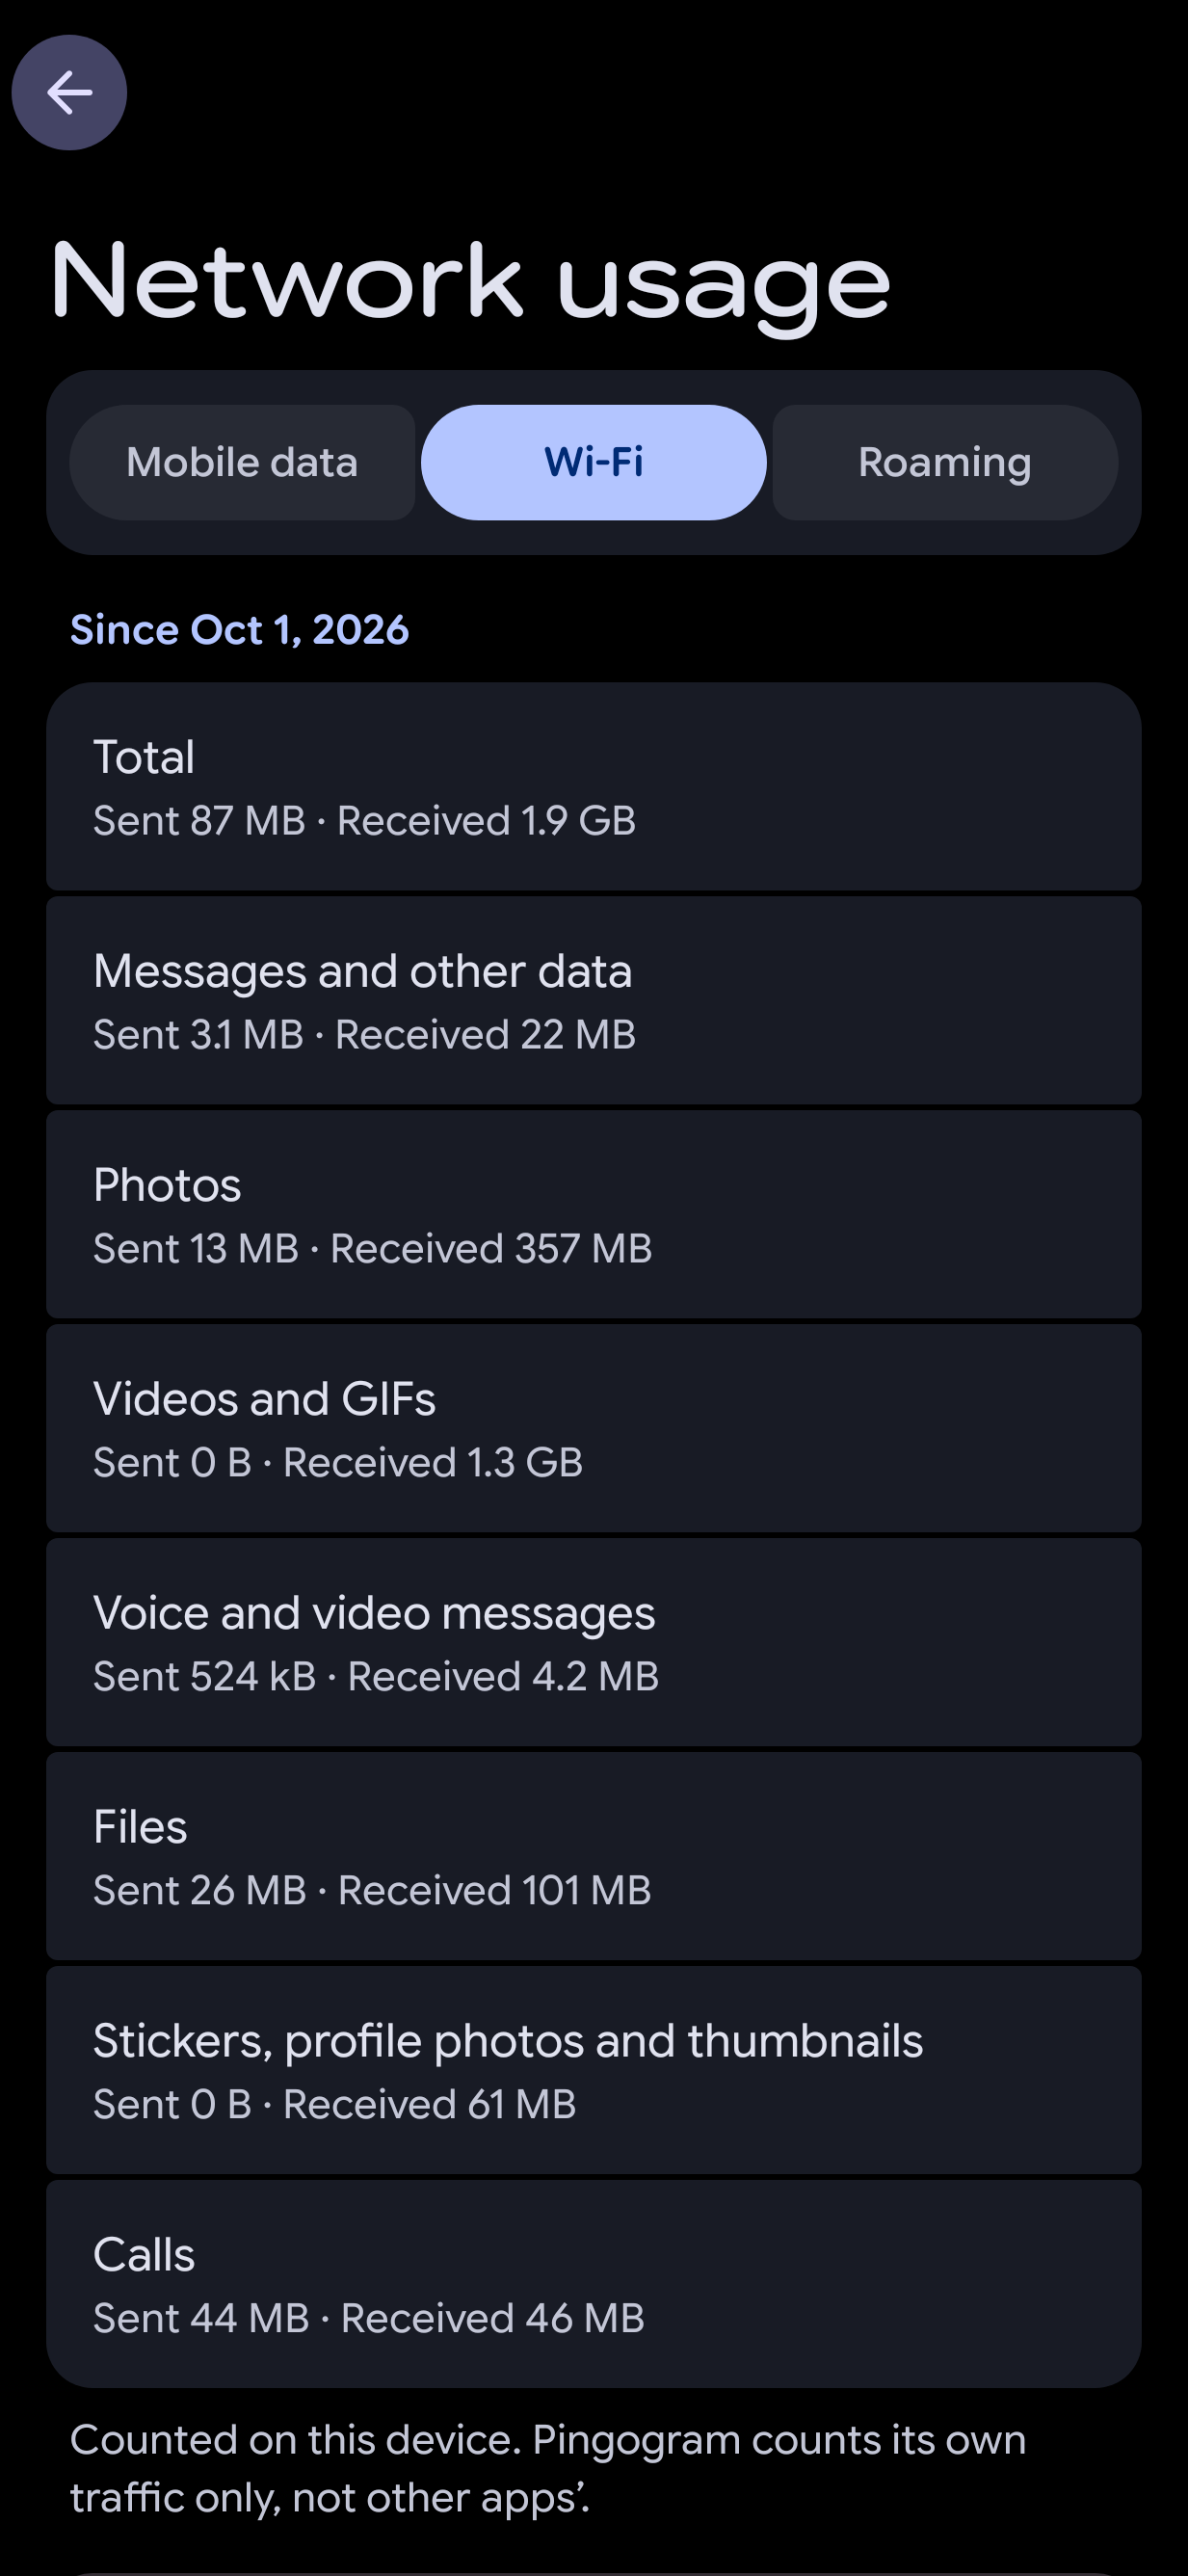 Network usage
Mobile data
Wi-Fi
Roaming
Since Oct 1, 2026
Total
Sent 87 MB · Received 1.9 GB
Messages and other data
Sent 3.1 MB · Received 22 MB
Photos
Sent 13 MB · Received 357 MB
Videos and GIFs
Sent 0 B · Received 1.3 GB
Voice and video messages
Sent 524 kB · Received 4.2 MB
Files
Sent 26 MB · Received 101 MB
Stickers, profile photos and thumbnails
Sent 0 B · Received 61 MB
Calls
Sent 44 MB · Received 46 MB
Counted on this device. Pingogram counts its own
traffic only, not other apps’.